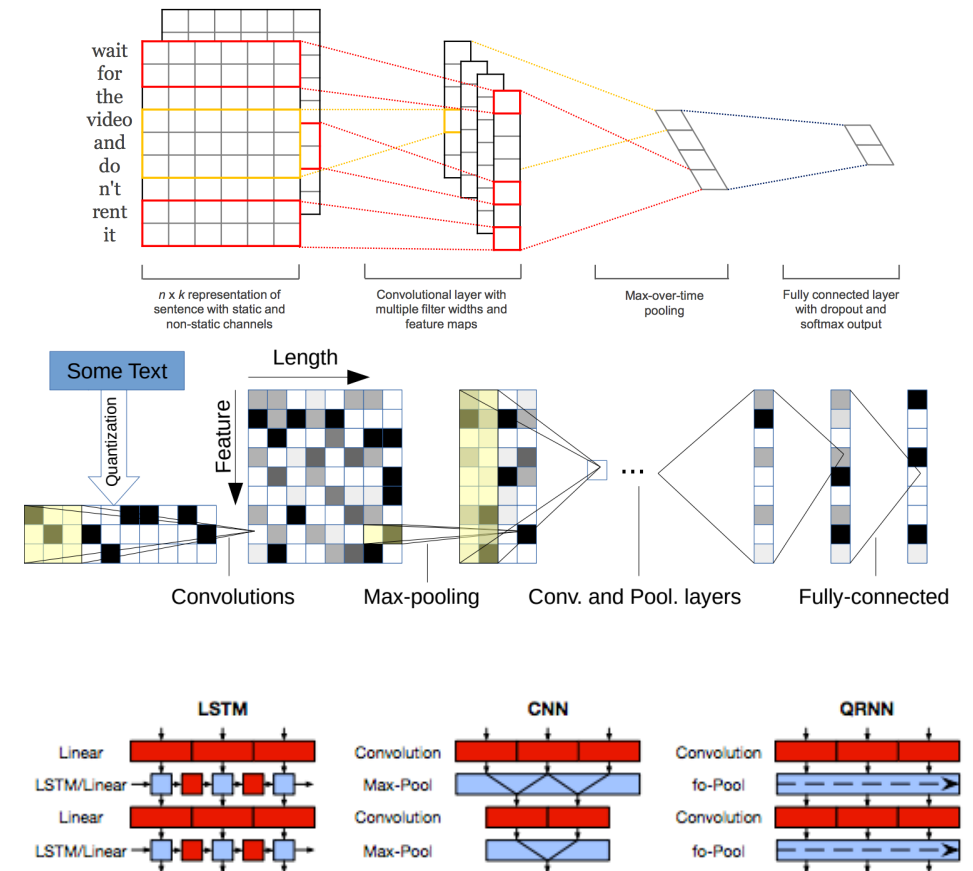 wait
for
the
video
and
do
n't
rent
it
n x k representation of
sentence with static and
non-static channels
Convolutional layer with
multiple filter widths and
feature maps
Max-over-time
pooling
Fully connected layer
with dropout and
softmax output
Some Text
Quantization
Length
Feature
...
Convolutions
Max-pooling
Conv. and Pool. layers
Fully-connected
LSTM
Linear
LSTM/Linear
Linear
LSTM/Linear
CNN
Convolution
Max-Pool
Convolution
Max-Pool
QRNN
Convolution
fo-Pool
Convolution
fo-Pool